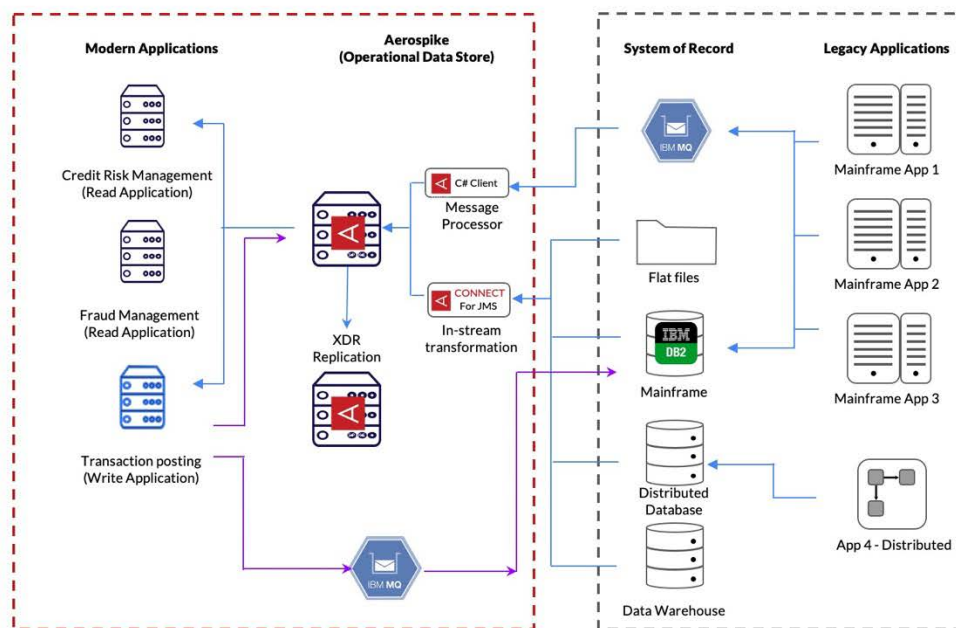 Modern Applications
Aerospike
(Operational Data Store)
System of Record
Legacy Applications
IBM MQ
Mainframe App 1
Credit Risk Management
(Read Application)
C# Client
Message
Processor
Flat files
Mainframe App 2
Fraud Management
(Read Application)
XDR
Replication
CONNECT
For JMS
In-stream
transformation
IBM
DB2
Mainframe
Mainframe App 3
Transaction posting
(Write Application)
Distributed
Database
App 4 - Distributed
IBM MQ
Data Warehouse